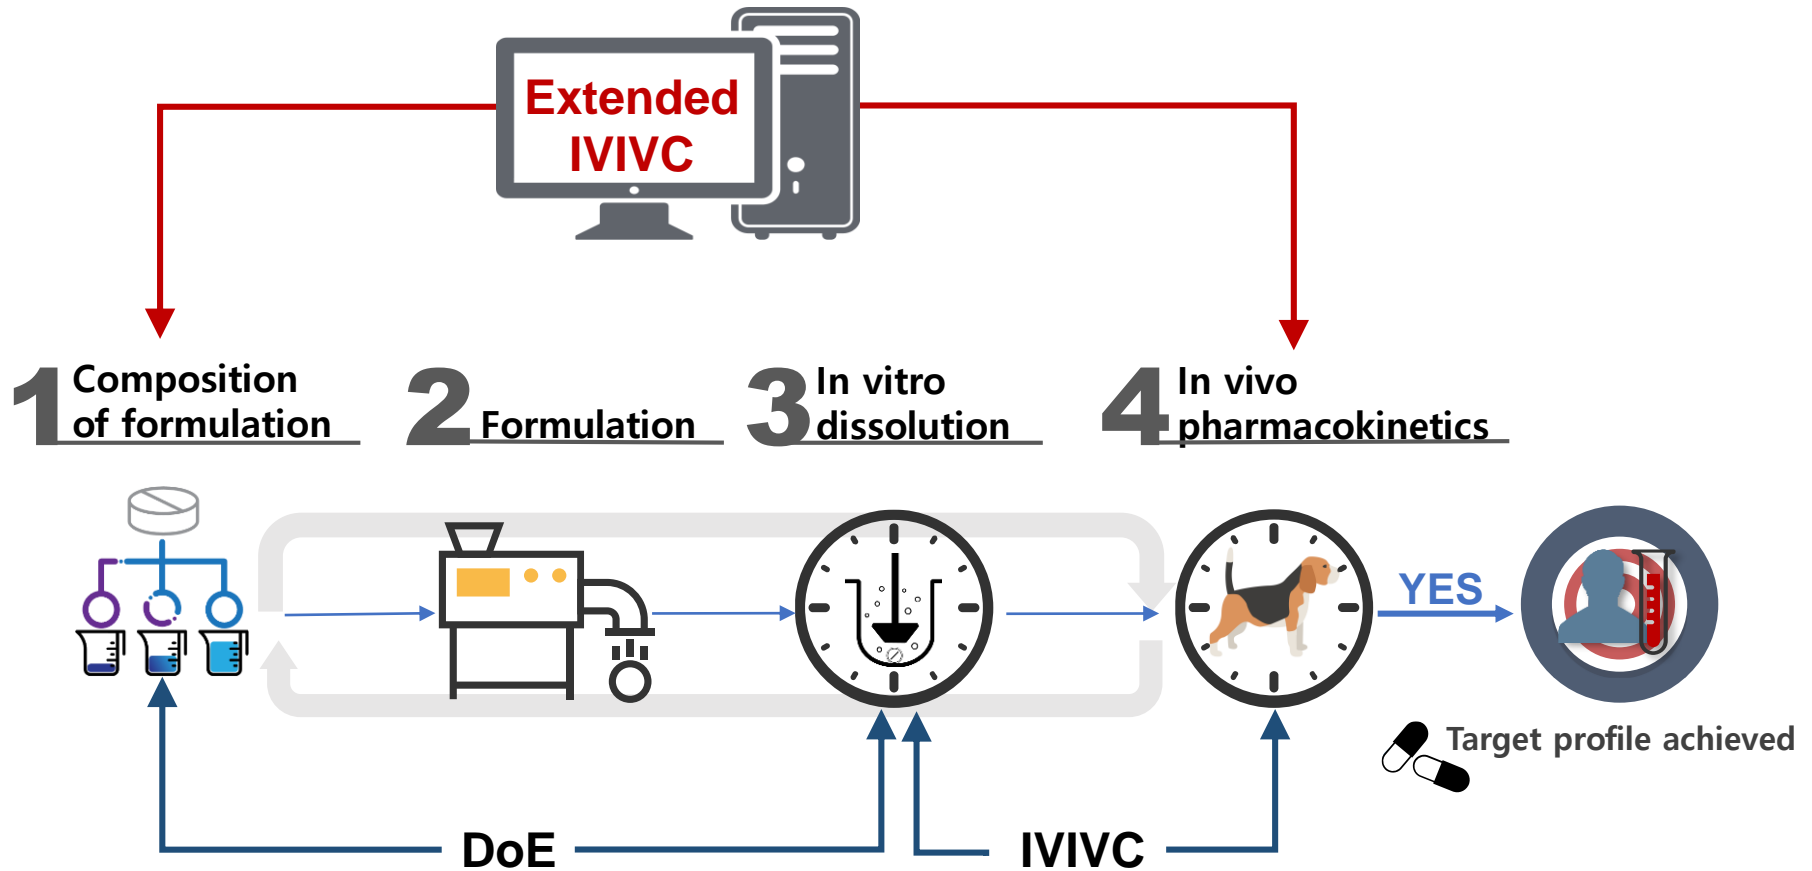 Extended
IVIVC
1 Composition
of formulation
2 Formulation
3 In vitro
dissolution
4 In vivo
pharmacokinetics
YES
Target profile achieved
DoE
IVIVC